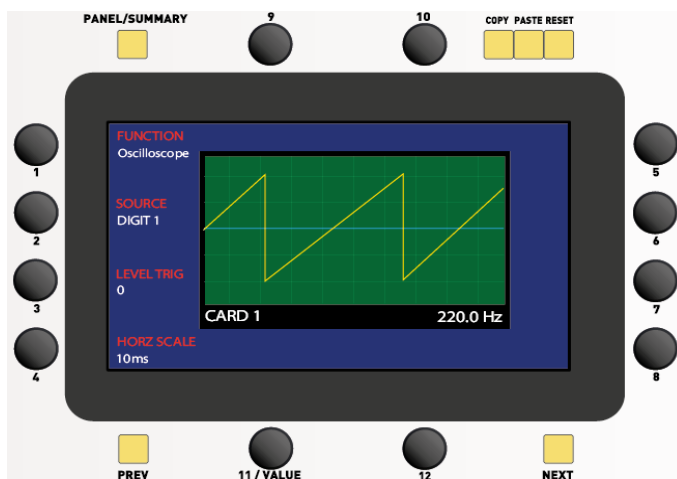 PANEL/SUMMARY
9
10
COPY PASTE RESET
FUNCTION
Oscilloscope
1
5
SOURCE
DIGIT 1
2
6
LEVEL TRIG
0
3
7
CARD 1
220.0 Hz
HORZ SCALE
10ms
4
8
PREV
11 / VALUE
12
NEXT